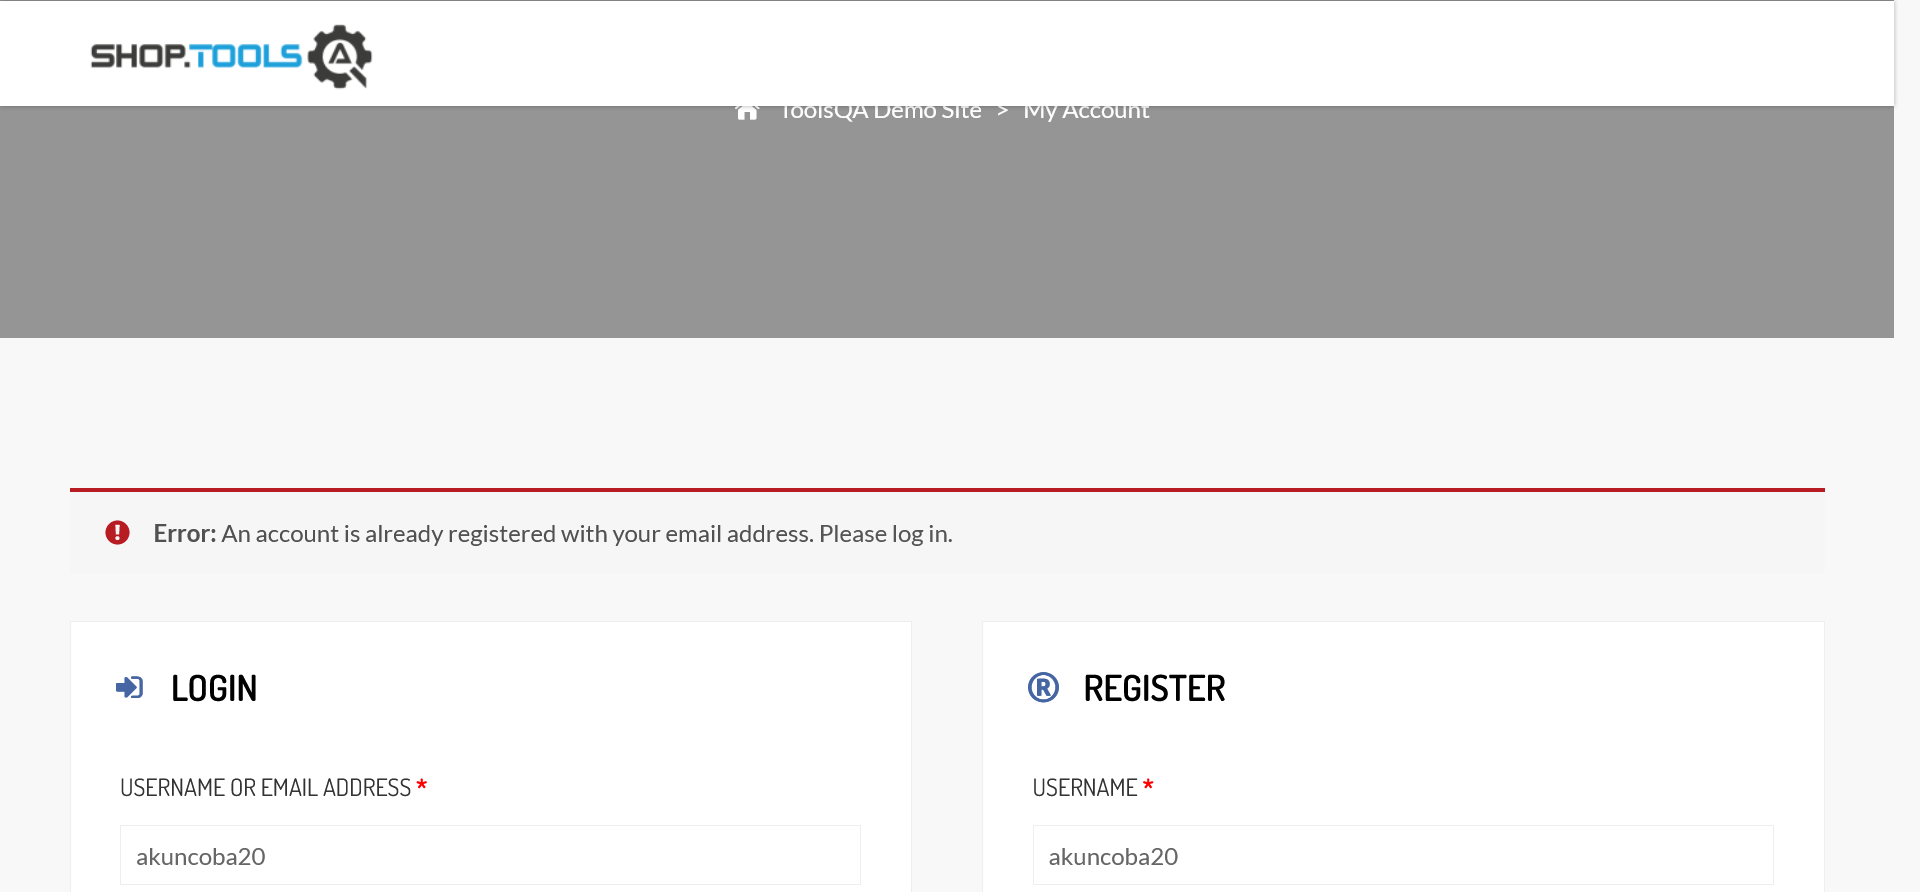 SHOP.TOOLSQA
ToolsQA Demo Site > My Account
Error: An account is already registered with your email address. Please log in.
LOGIN
REGISTER
USERNAME OR EMAIL ADDRESS *
USERNAME *
akuncoba20
akuncoba20